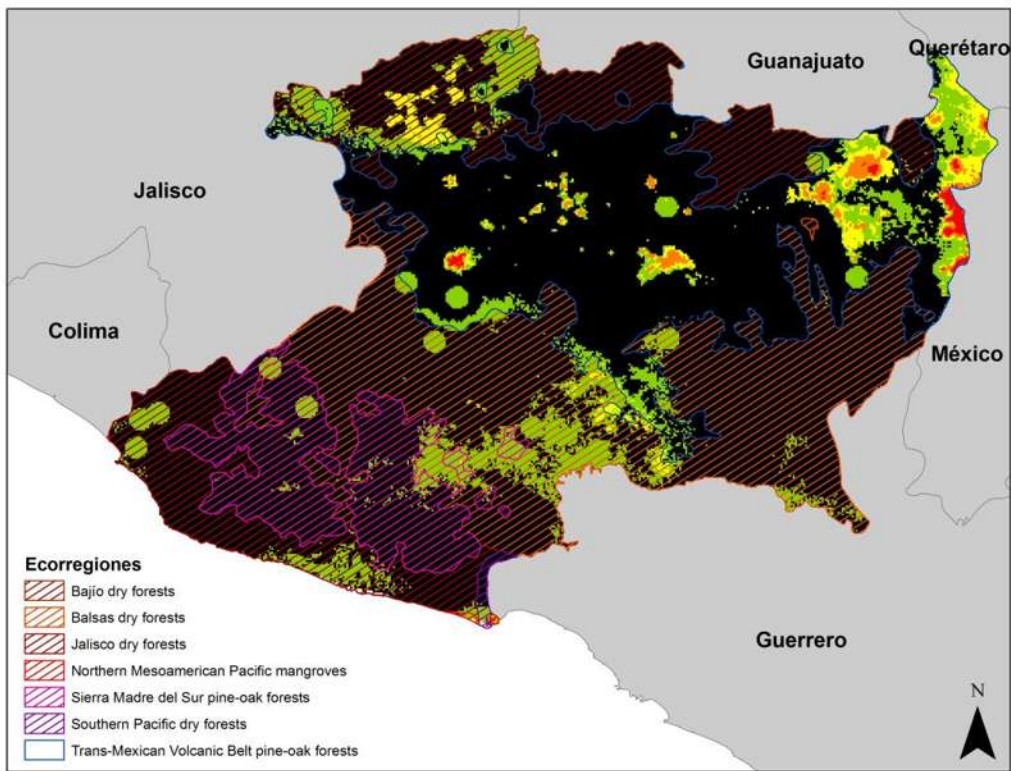 Querétaro
Guanajuato
Jalisco
Colima
México
Guerrero
N
Ecorregiones
Bajío dry forests
Balsas dry forests
Jalisco dry forests
Northern Mesoamerican Pacific mangroves
Sierra Madre del Sur pine-oak forests
Southern Pacific dry forests
Trans-Mexican Volcanic Belt pine-oak forests